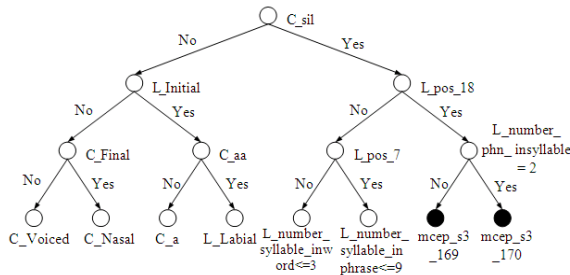 C_sil
No Yes
L_Initial L_pos_18
No Yes No Yes
L_number_
phn_ insyllable
= 2
C_Final C_aa L_pos_7
No Yes No Yes No Yes No Yes
C_Voiced C_Nasal C_a L_Labial
L_number_
syllable_inw
ord<=3
L_number_
syllable_in
phrase<=9
mcep_s3
_169
mcep_s3
_170